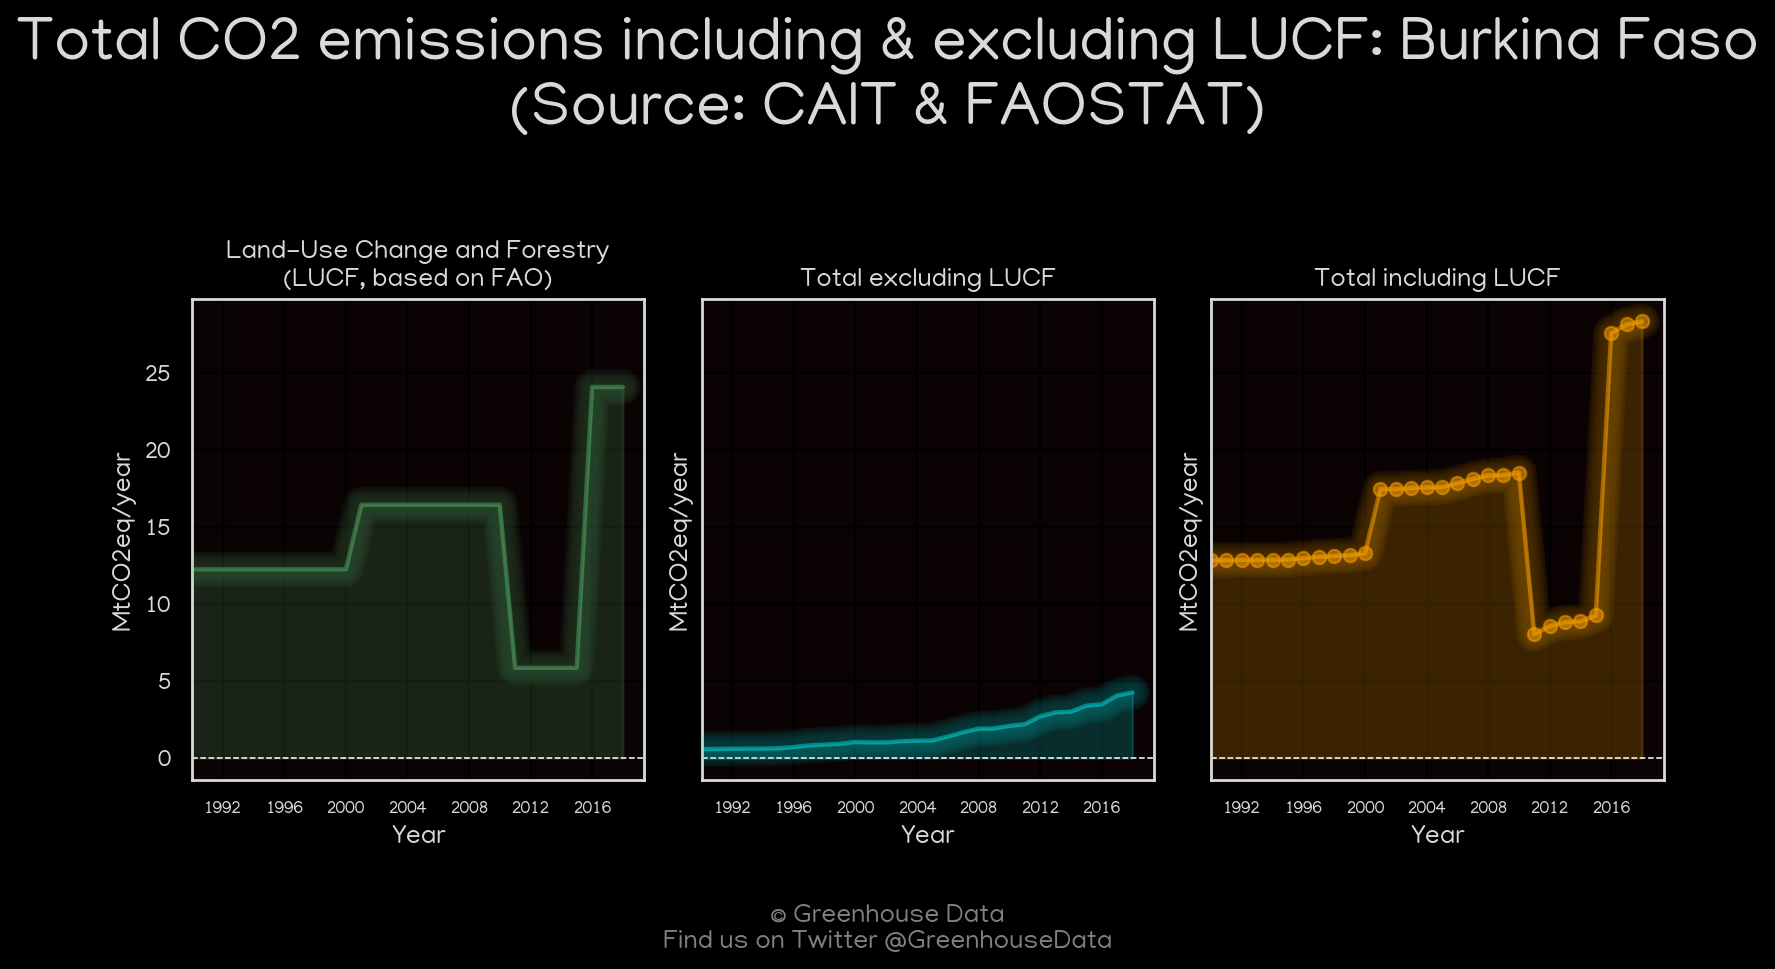 Total CO2 emissions including & excluding LUCF: Burkina Faso
(Source: CAIT & FAOSTAT)
Land-Use Change and Forestry
(LUCF, based on FAO)
MtCO2eq/year
25
20
15
10
5
0
1992 1996 2000 2004 2008 2012 2016
Year
Total excluding LUCF
MtCO2eq/year
1992 1996 2000 2004 2008 2012 2016
Year
Total including LUCF
MtCO2eq/year
1992 1996 2000 2004 2008 2012 2016
Year
© Greenhouse Data
Find us on Twitter @GreenhouseData